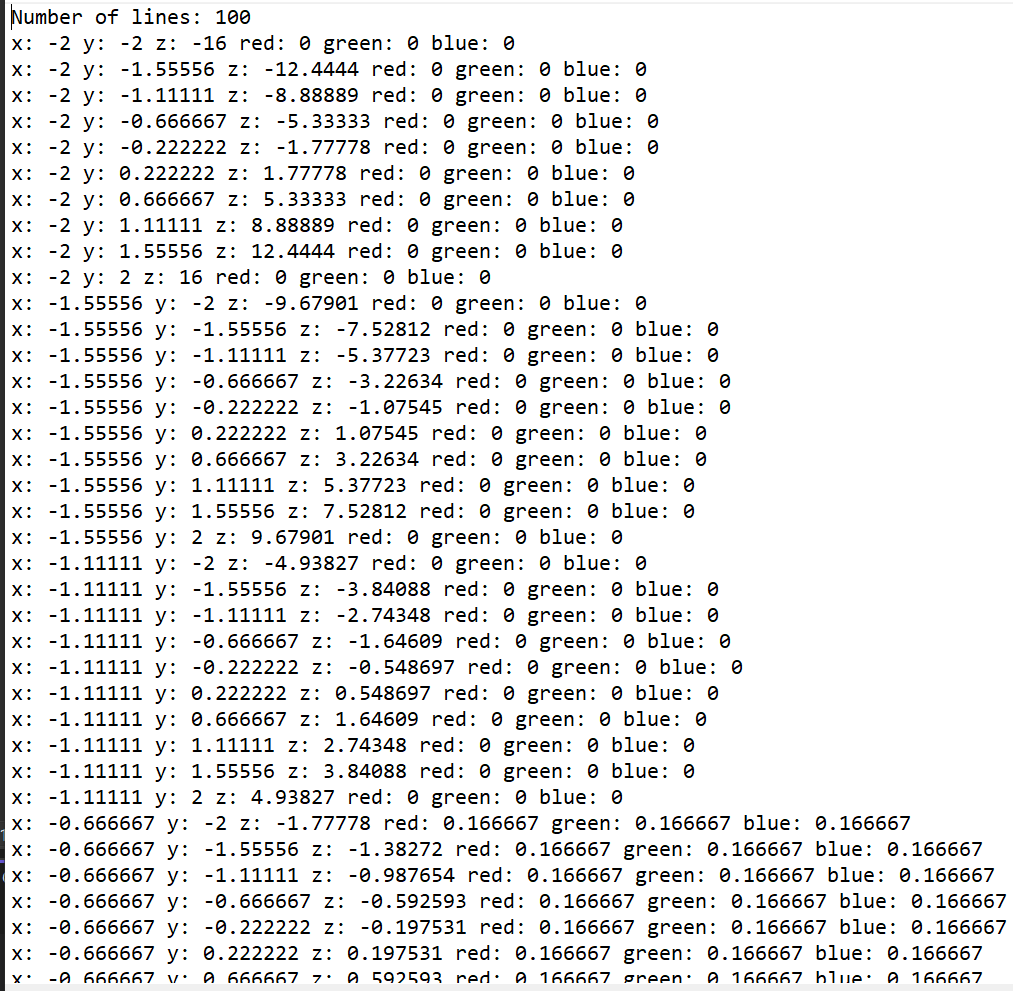 Number of lines: 100
x: -2 y: -2 z: -16 red: 0 green: 0 blue: 0
x: -2 y: -1.55556 z: -12.4444 red: 0 green: 0 blue: 0
x: -2 y: -1.11111 z: -8.88889 red: 0 green: 0 blue: 0
x: -2 y: -0.666667 z: -5.33333 red: 0 green: 0 blue: 0
x: -2 y: -0.222222 z: -1.77778 red: 0 green: 0 blue: 0
x: -2 y: 0.222222 z: 1.77778 red: 0 green: 0 blue: 0
x: -2 y: 0.666667 z: 5.33333 red: 0 green: 0 blue: 0
x: -2 y: 1.11111 z: 8.88889 red: 0 green: 0 blue: 0
x: -2 y: 1.55556 z: 12.4444 red: 0 green: 0 blue: 0
x: -2 y: 2 z: 16 red: 0 green: 0 blue: 0
x: -1.55556 y: -2 z: -9.67901 red: 0 green: 0 blue: 0
x: -1.55556 y: -1.55556 z: -7.52812 red: 0 green: 0 blue: 0
x: -1.55556 y: -1.11111 z: -5.37723 red: 0 green: 0 blue: 0
x: -1.55556 y: -0.666667 z: -3.22634 red: 0 green: 0 blue: 0
x: -1.55556 y: -0.222222 z: -1.07545 red: 0 green: 0 blue: 0
x: -1.55556 y: 0.222222 z: 1.07545 red: 0 green: 0 blue: 0
x: -1.55556 y: 0.666667 z: 3.22634 red: 0 green: 0 blue: 0
x: -1.55556 y: 1.11111 z: 5.37723 red: 0 green: 0 blue: 0
x: -1.55556 y: 1.55556 z: 7.52812 red: 0 green: 0 blue: 0
x: -1.55556 y: 2 z: 9.67901 red: 0 green: 0 blue: 0
x: -1.11111 y: -2 z: -4.93827 red: 0 green: 0 blue: 0
x: -1.11111 y: -1.55556 z: -3.84088 red: 0 green: 0 blue: 0
x: -1.11111 y: -1.11111 z: -2.74348 red: 0 green: 0 blue: 0
x: -1.11111 y: -0.666667 z: -1.64609 red: 0 green: 0 blue: 0
x: -1.11111 y: -0.222222 z: -0.548697 red: 0 green: 0 blue: 0
x: -1.11111 y: 0.222222 z: 0.548697 red: 0 green: 0 blue: 0
x: -1.11111 y: 0.666667 z: 1.64609 red: 0 green: 0 blue: 0
x: -1.11111 y: 1.11111 z: 2.74348 red: 0 green: 0 blue: 0
x: -1.11111 y: 1.55556 z: 3.84088 red: 0 green: 0 blue: 0
x: -1.11111 y: 2 z: 4.93827 red: 0 green: 0 blue: 0
x: -0.666667 y: -2 z: -1.77778 red: 0.166667 green: 0.166667 blue: 0.166667
x: -0.666667 y: -1.55556 z: -1.38272 red: 0.166667 green: 0.166667 blue: 0.166667
x: -0.666667 y: -1.11111 z: -0.987654 red: 0.166667 green: 0.166667 blue: 0.166667
x: -0.666667 y: -0.666667 z: -0.592593 red: 0.166667 green: 0.166667 blue: 0.166667
x: -0.666667 y: -0.222222 z: -0.197531 red: 0.166667 green: 0.166667 blue: 0.166667
x: -0.666667 y: 0.222222 z: 0.197531 red: 0.166667 green: 0.166667 blue: 0.166667
x: -0.666667 y: 0.666667 z: 0.592593 red: 0.166667 green: 0.166667 blue: 0.166667